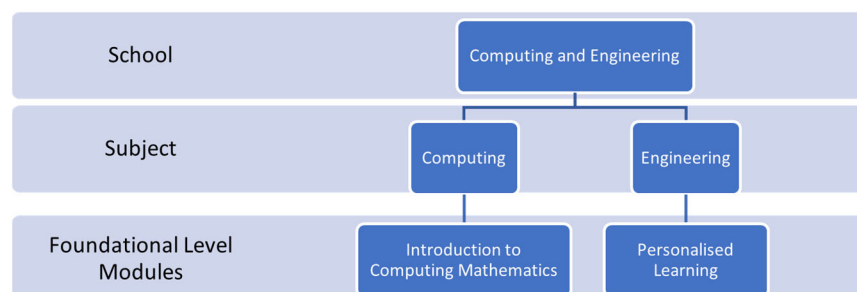 School
Computing and Engineering
Subject
Computing
Engineering
Foundational Level
Modules
Introduction to
Computing Mathematics
Personalised
Learning